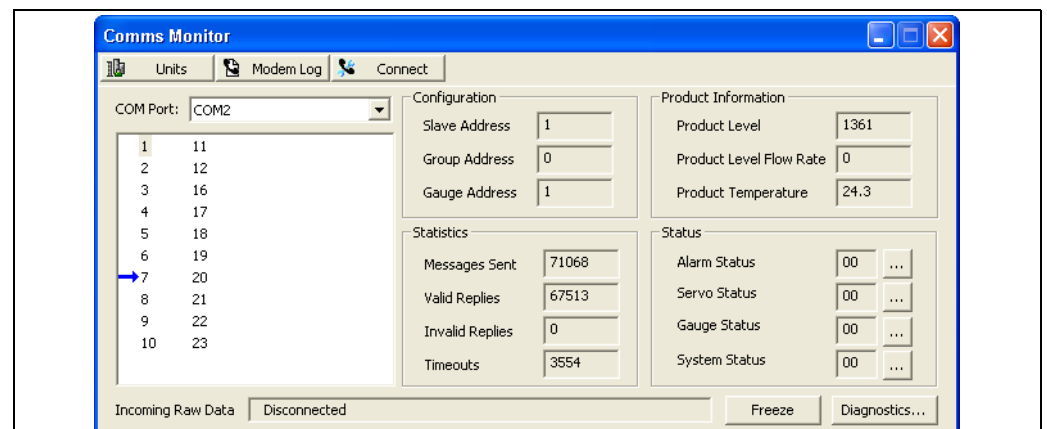 Comms Monitor
Units Modem Log Connect
COM Port: COM2
1 11
2 12
3 16
4 17
5 18
6 19
7 20
8 21
9 22
10 23
Configuration
Slave Address 1
Group Address 0
Gauge Address 1
Product Information
Product Level 1361
Product Level Flow Rate 0
Product Temperature 24.3
Statistics
Messages Sent 71068
Valid Replies 67513
Invalid Replies 0
Timeouts 3554
Status
Alarm Status 00 ...
Servo Status 00 ...
Gauge Status 00 ...
System Status 00 ...
Incoming Raw Data Disconnected
Freeze Diagnostics...